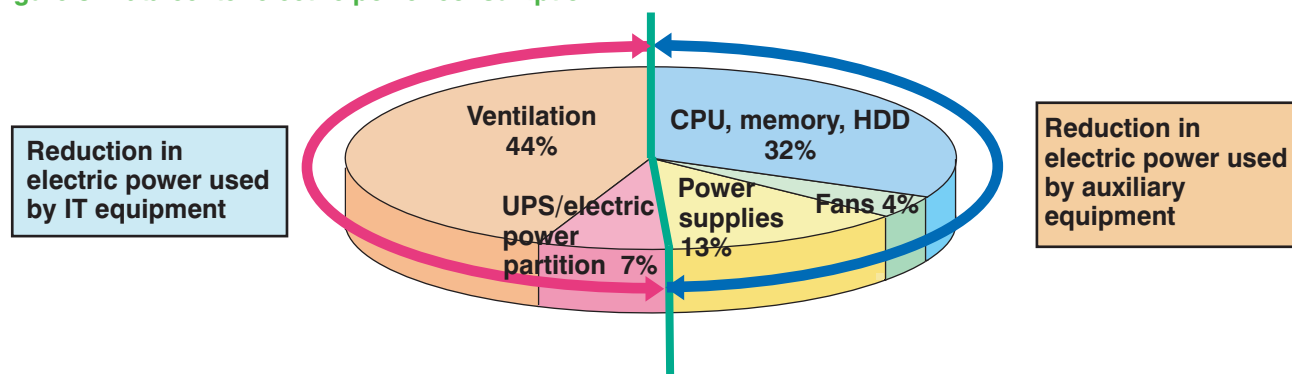 Ventilation
44%
CPU, memory, HDD
32%
Reduction in
electric power used
by IT equipment
Reduction in
electric power used
by auxiliary
equipment
UPS/electric
power
partition 7%
Power
supplies
13%
Fans 4%